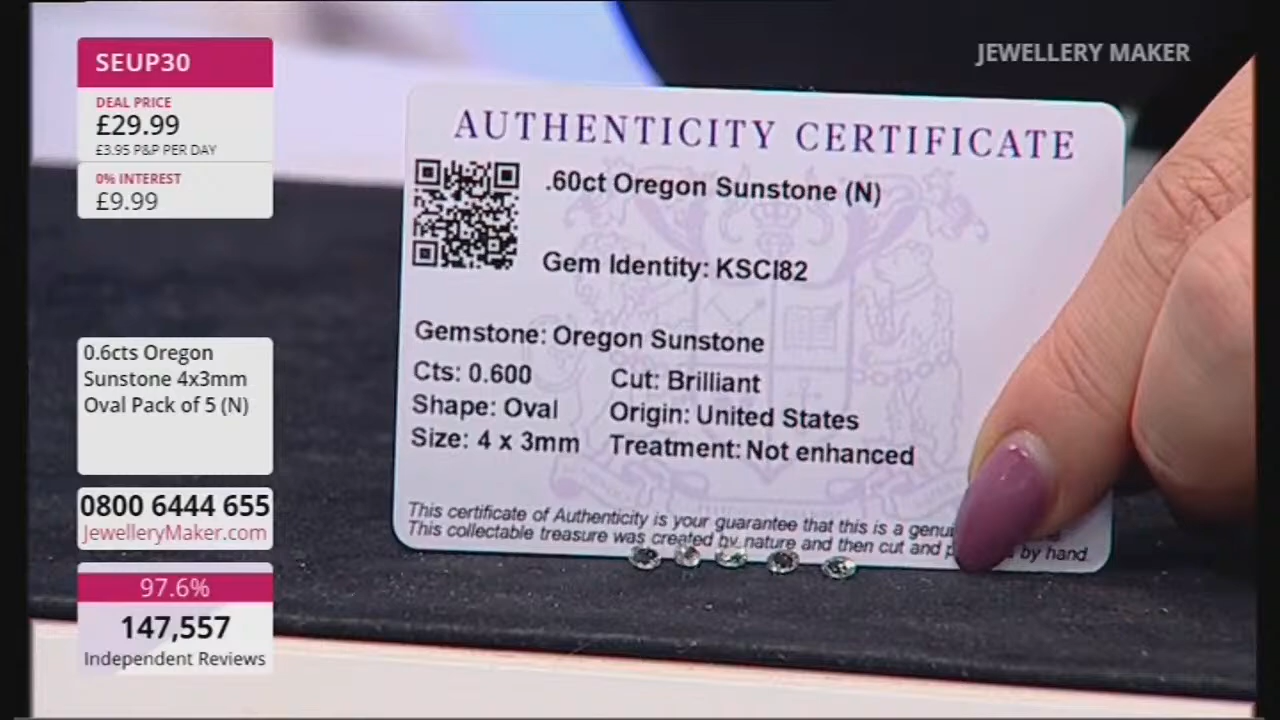 SEUP30
DEAL PRICE
£29.99
£3.95 P&P PER DAY
0% INTEREST
£9.99
0.6cts Oregon
Sunstone 4x3mm
Oval Pack of 5 (N)
0800 6444 655
JewelleryMaker.com
97.6%
147,557
Independent Reviews
JEWELLERY MAKER
AUTHENTICITY CERTIFICATE
.60ct Oregon Sunstone (N)
Gem Identity: KSCI82
Gemstone: Oregon Sunstone
Cts: 0.600 Cut: Brilliant
Shape: Oval Origin: United States
Size: 4 x 3mm Treatment: Not enhanced
This certificate of Authenticity is your guarantee that this is a
This collectable treasure was created by nature and then cut and by hand.